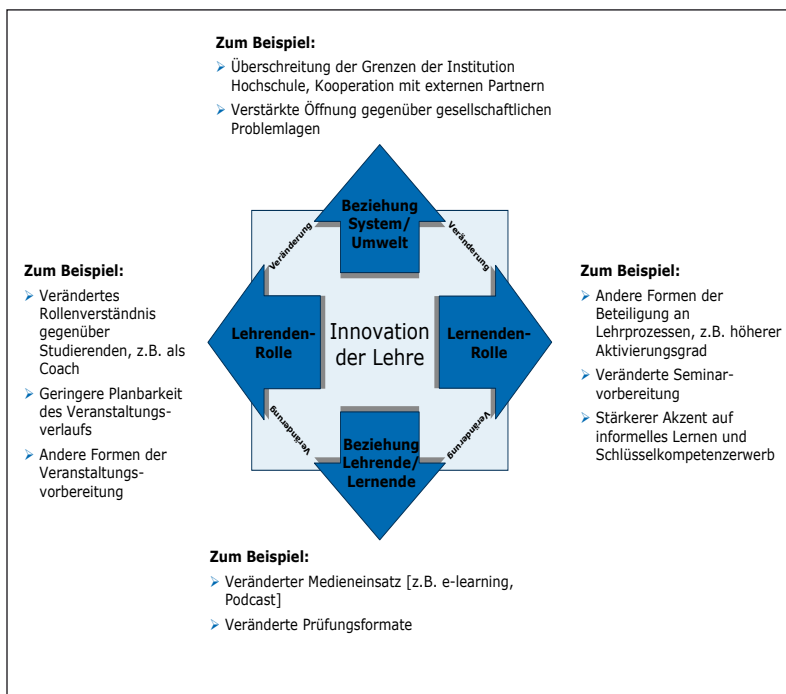 Zum Beispiel:
Überschreitung der Grenzen der Institution
Hochschule, Kooperation mit externen Partnern
Verstärkte Öffnung gegenüber gesellschaftlichen
Problemlagen
Beziehung
System/
Umwelt
Veränderung
Veränderung
Zum Beispiel:
Verändertes
Rollenverständnis
gegenüber
Studierenden, z.B. als
Coach
Geringere Planbarkeit
des Veranstaltungs-
verlaufs
Andere Formen der
Veranstaltungs-
vorbereitung
Lehrenden-
Rolle
Innovation
der Lehre
Lernenden-
Rolle
Zum Beispiel:
Andere Formen der
Beteiligung an
Lehrprozessen, z.B. höherer
Aktivierungsgrad
Veränderte Seminar-
vorbereitung
Stärkerer Akzent auf
informelles Lernen und
Schlüsselkompetenzerwerb
Veränderung
Veränderung
Beziehung
Lehrende/
Lernende
Zum Beispiel:
Veränderter Medieneinsatz [z.B. e-learning,
Podcast]
Veränderte Prüfungsformate